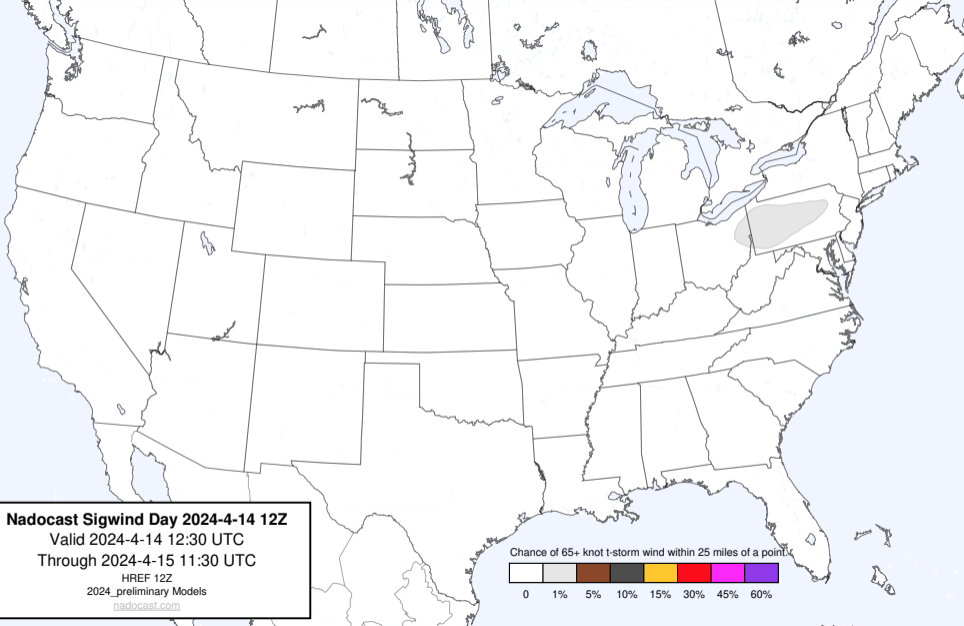 Nadocast Sigwind Day 2024-4-14 12Z
Valid 2024-4-14 12:30 UTC
Through 2024-4-15 11:30 UTC
HREF 12Z
2024_preliminary Models
nadocast.com
Chance of 65+ knot t-storm wind within 25 miles of a point.
0 1% 5% 10% 15% 30% 45% 60%